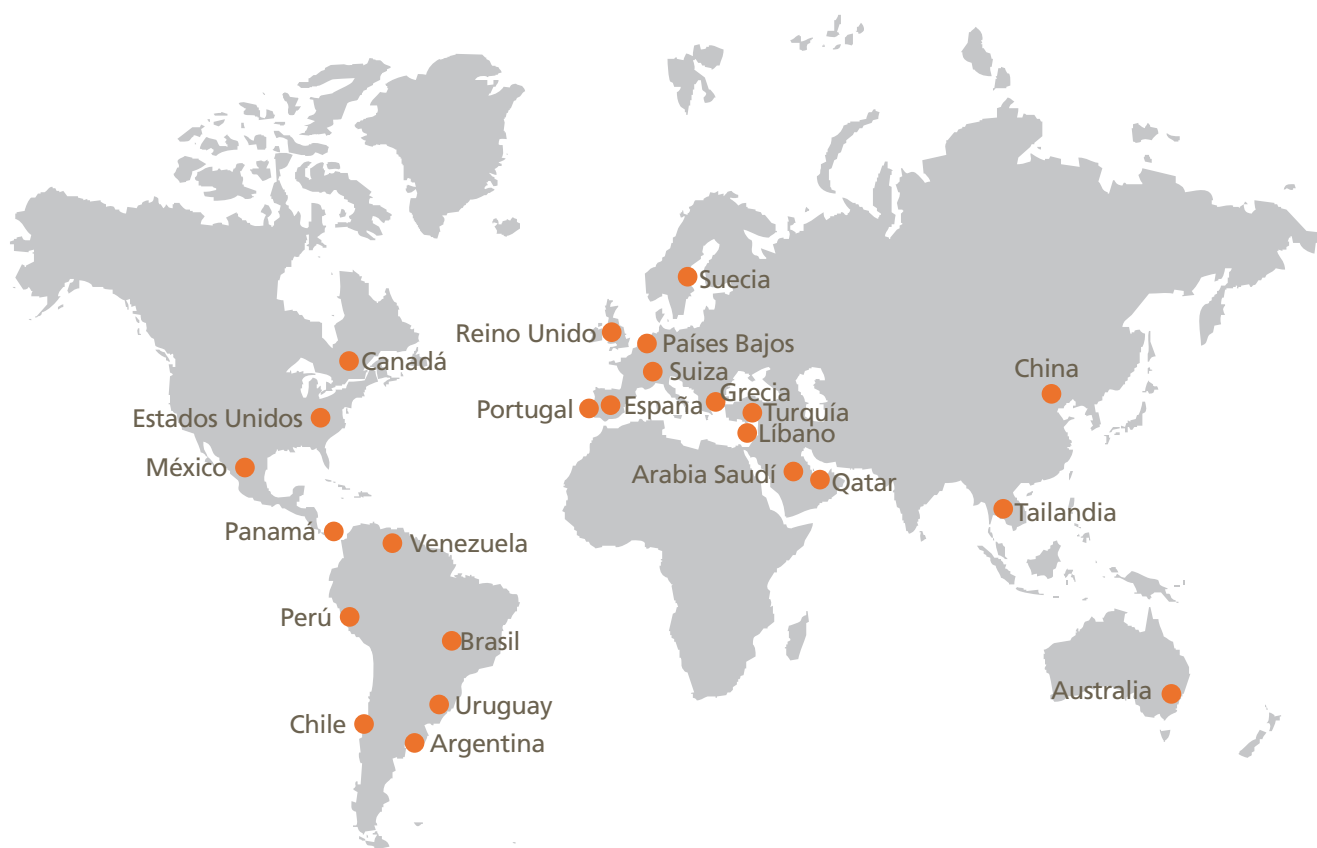 Suecia
Reino Unido
Países Bajos
Canadá
Suiza
China
Grecia
Portugal
España
Turquía
Estados Unidos
Líbano
México
Arabia Saudí
Qatar
Tailandia
Panamá
Venezuela
Perú
Brasil
Australia
Uruguay
Chile
Argentina